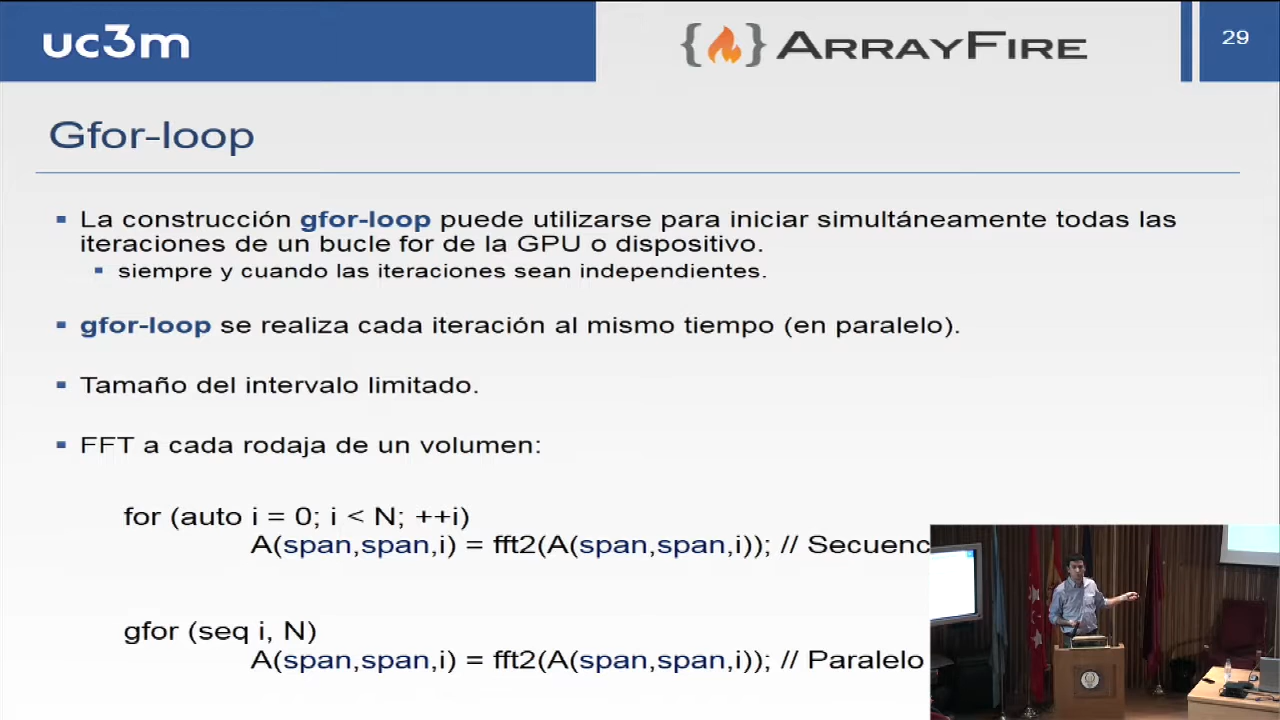 uc3m
{ } ARRAYFIRE
29
Gfor-loop
La construcción gfor-loop puede utilizarse para iniciar simultáneamente todas las
iteraciones de un bucle for de la GPU o dispositivo.
siempre y cuando las iteraciones sean independientes.
gfor-loop se realiza cada iteración al mismo tiempo (en paralelo).
Tamaño del intervalo limitado.
FFT a cada rodaja de un volumen:
for (auto i = 0; i < N; ++i)
A(span,span,i) = fft2(A(span,span,i)); // Secuenc
gfor (seq i, N)
A(span,span,i) = fft2(A(span,span,i)); // Paralelo